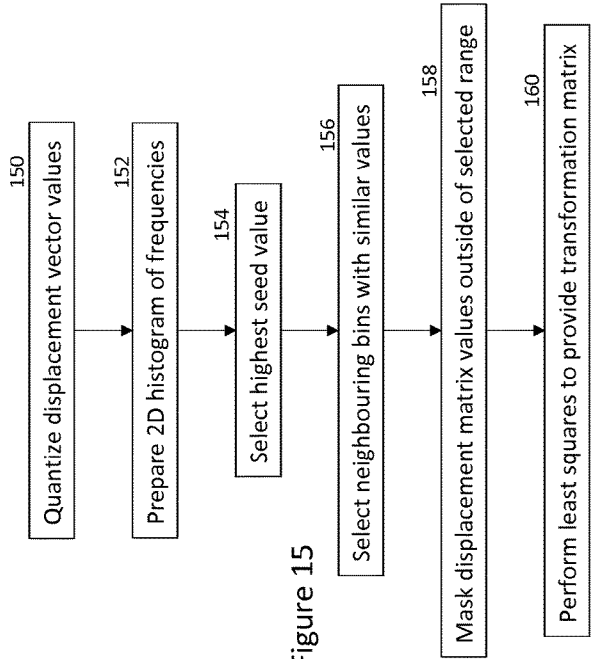 150
Quantize displacement vector values
152
Prepare 2D histogram of frequencies
154
Select highest seed value
156
Select neighbouring bins with similar values
158
Mask displacement matrix values outside of selected range
160
Perform least squares to provide transformation matrix
igure 15